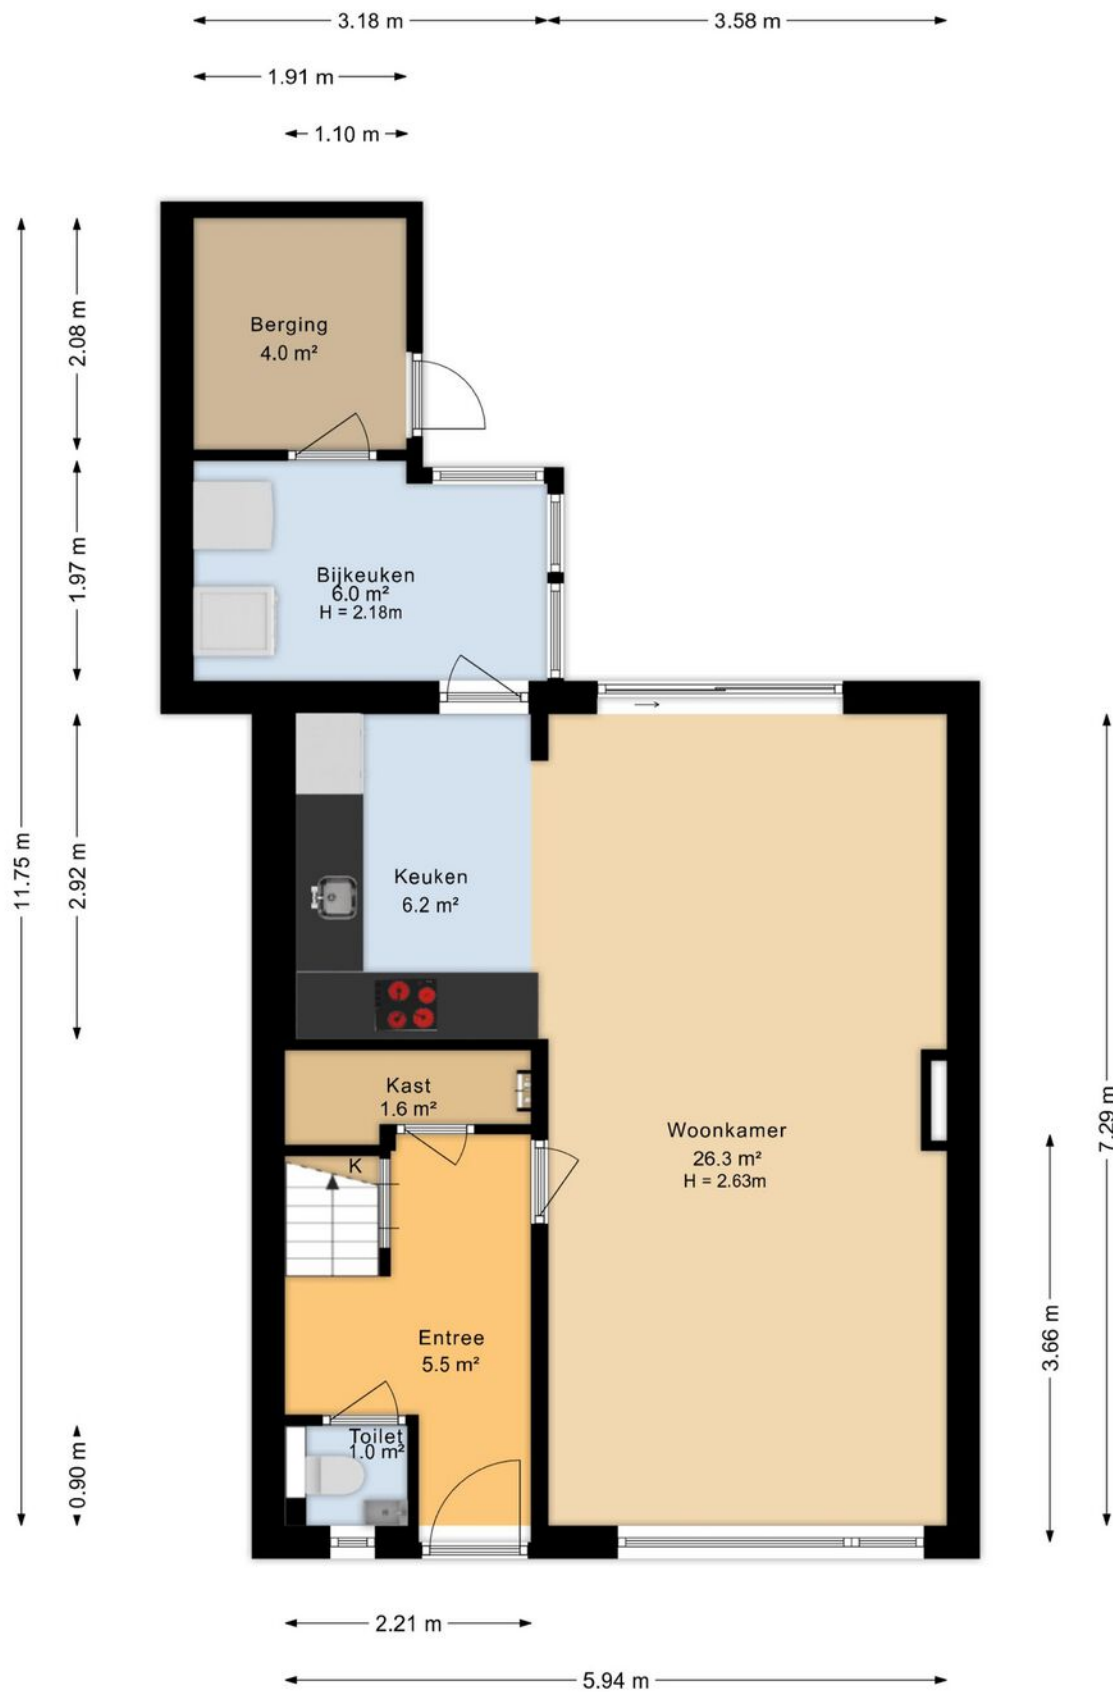 3.18 m
3.58 m
1.91 m
1.10 m
2.08 m
Berging
4.0 m²
1.97 m
Bijkeuken
6.0 m²
H = 2.18m
11.75 m
2.92 m
Keuken
6.2 m²
Kast
1.6 m²
K
Woonkamer
26.3 m²
H = 2.63m
7.29 m
3.66 m
Entree
5.5 m²
Toilet
1.0 m²
0.90 m
2.21 m
5.94 m